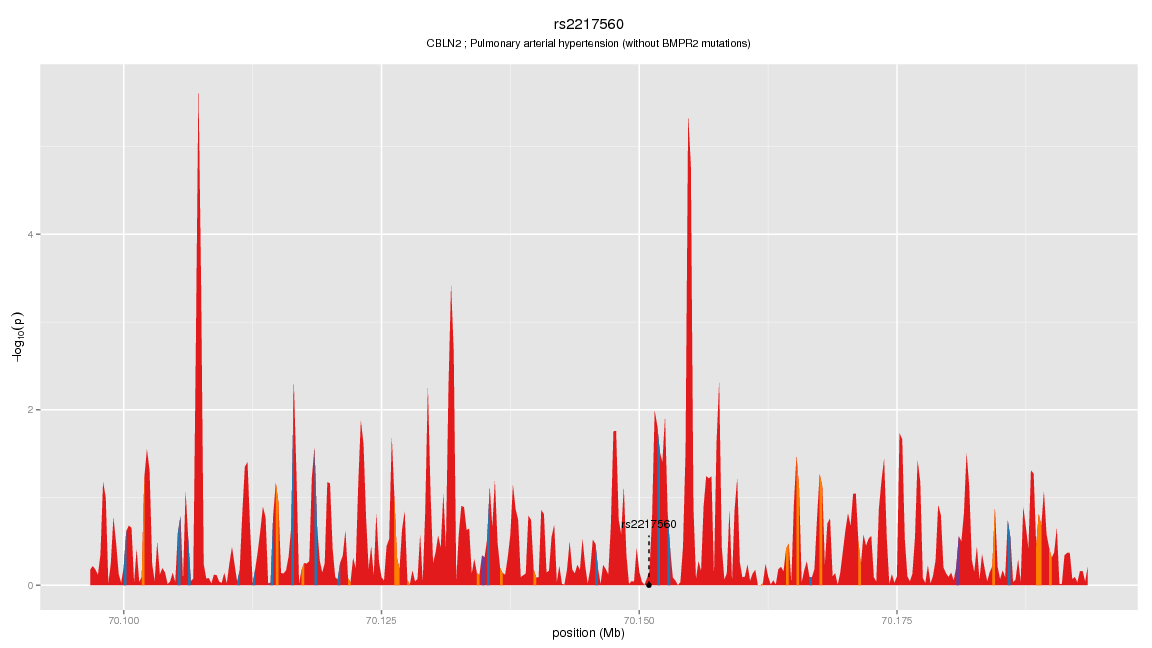 rs2217560
CBLN2 ; Pulmonary arterial hypertension (without BMPR2 mutations)
−log10(p)
4
2
0
rs2217560
70.100 70.125 70.150 70.175
position (Mb)